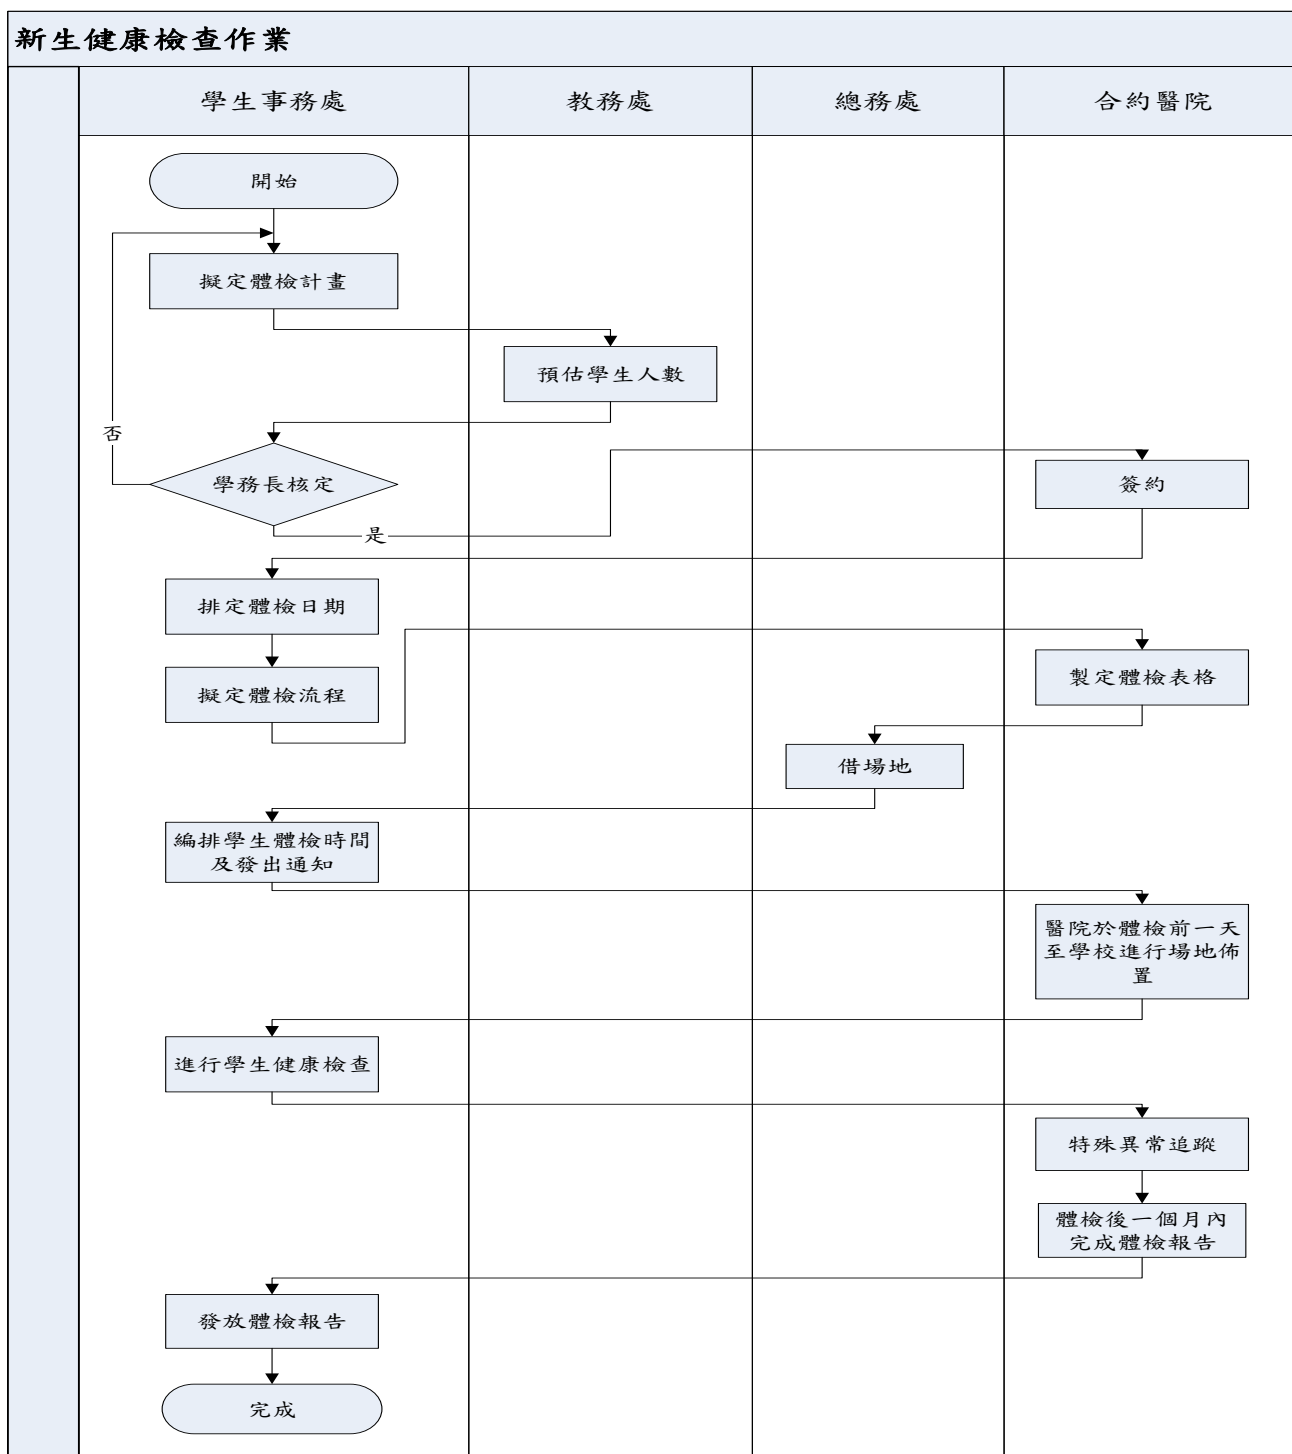 新生健康檢查作業
學生事務處
教務處
總務處
合約醫院
開始
擬定體檢計畫
預估學生人數
否
學務長核定
簽約
是
排定體檢日期
擬定體檢流程
製定體檢表格
借場地
編排學生體檢時間
及發出通知
醫院於體檢前一天
至學校進行場地佈
置
進行學生健康檢查
特殊異常追蹤
體檢後一個月內
完成體檢報告
發放體檢報告
完成